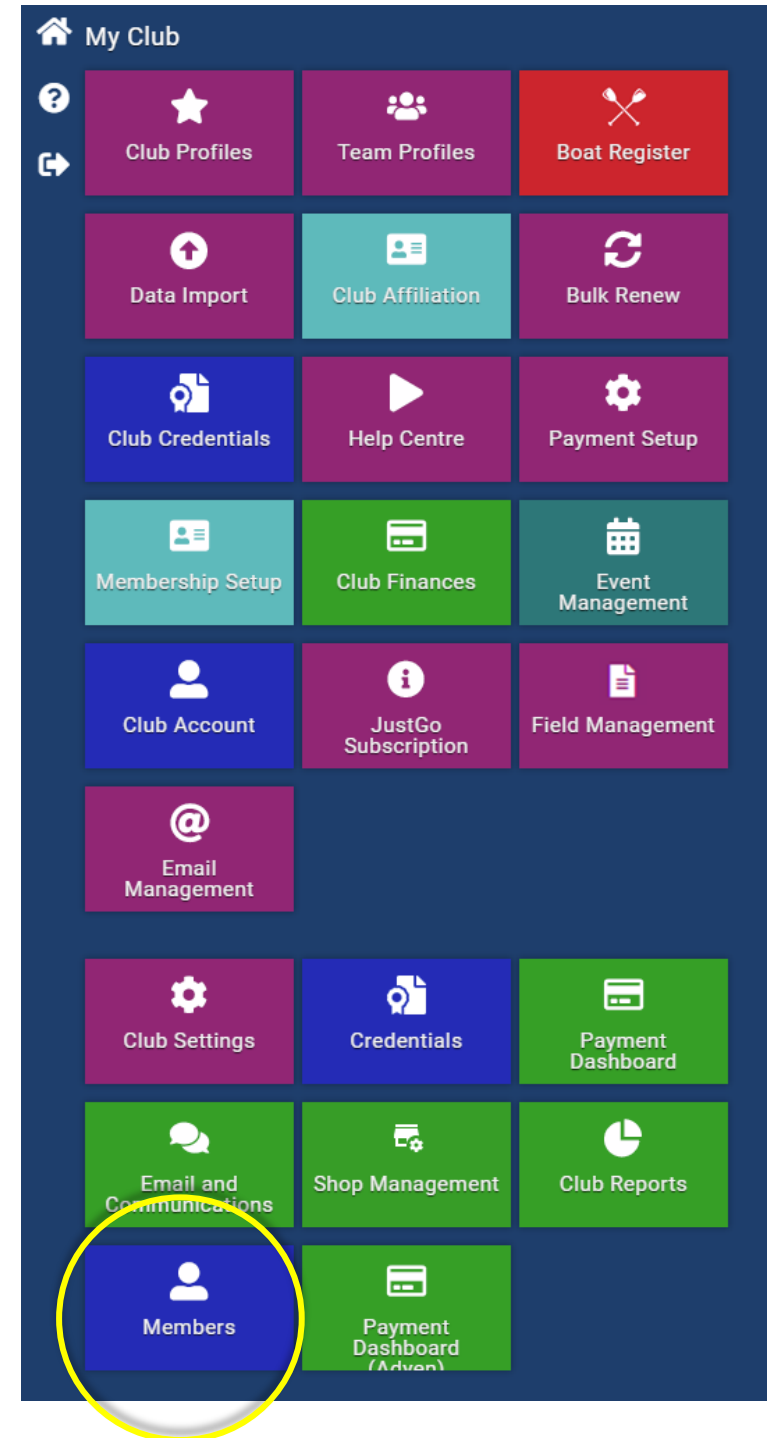 My Club
Club Profiles
Team Profiles
Boat Register
Data Import
Club Affiliation
Bulk Renew
Club Credentials
Help Centre
Payment Setup
Membership Setup
Club Finances
Event
Management
Club Account
JustGo
Subscription
Field Management
Email
Management
Club Settings
Credentials
Payment
Dashboard
Email and
Communications
Shop Management
Club Reports
Members
Payment
Dashboard
(Adyen)